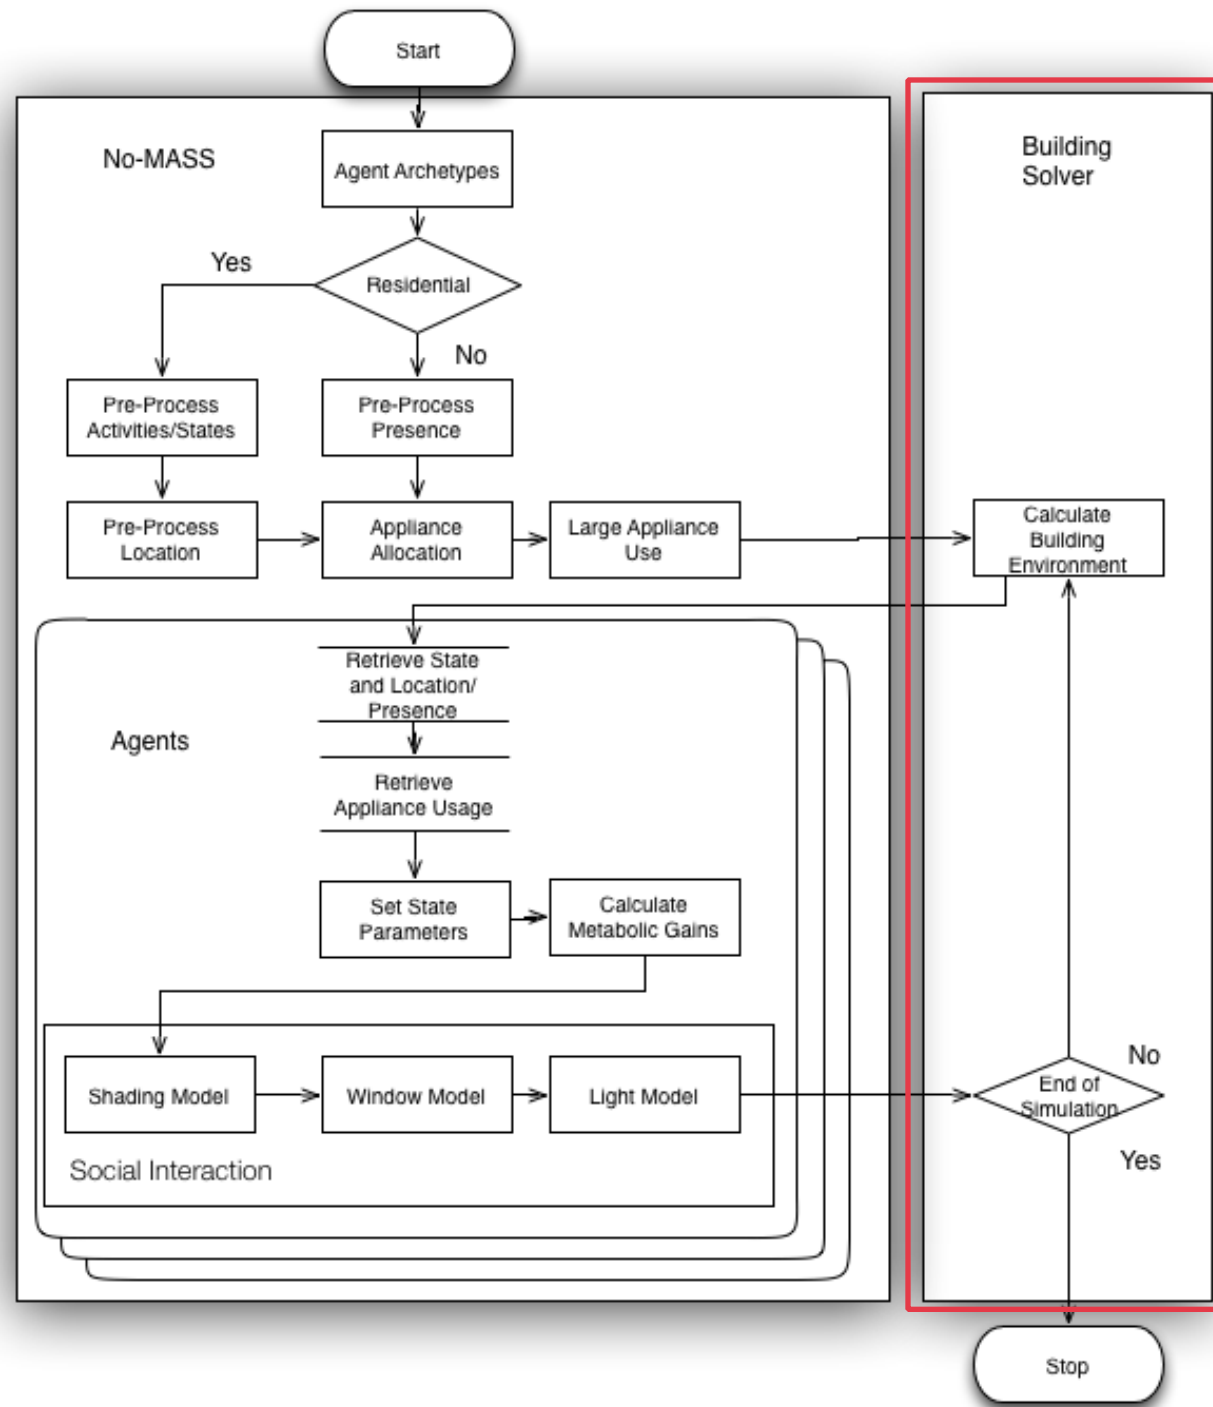 Start
No-MASS
Agent Archetypes
Building
Solver
Yes
Residential
No
Pre-Process
Activities/States
Pre-Process
Presence
Pre-Process
Location
Appliance
Allocation
Large Appliance
Use
Calculate
Building
Environment
Retrieve State
and Location/
Presence
Agents
Retrieve
Appliance Usage
Set State
Parameters
Calculate
Metabolic Gains
Shading Model
Window Model
Light Model
No
End of
Simulation
Yes
Social Interaction
Stop